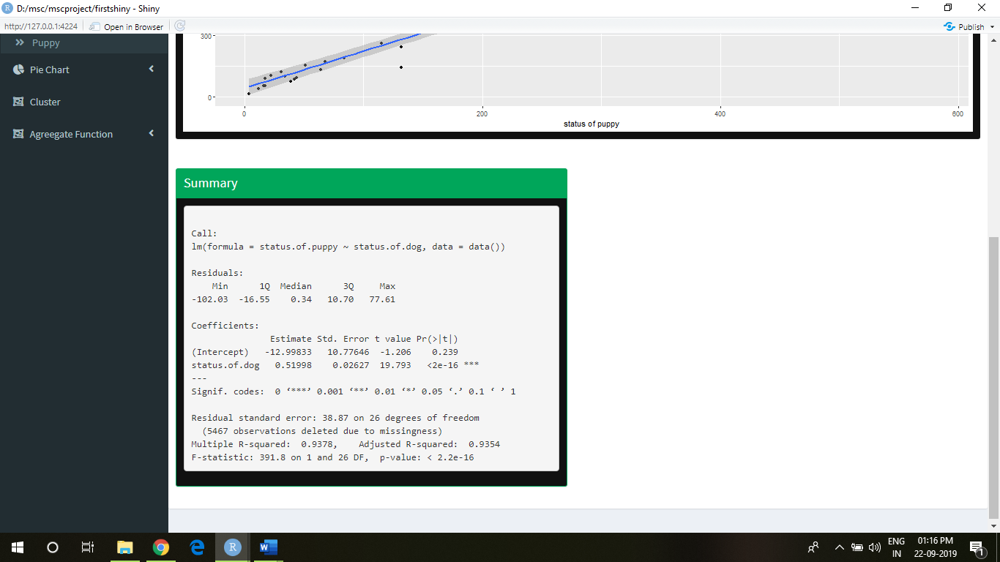 D:/msc/mscproject/firstshiny - Shiny
http://127.0.0.1:4224 Open in Browser Publish
Puppy
Pie Chart
Cluster
Agreegate Function
300
0
0 200 400 600
status of puppy
Summary
Call:
lm(formula = status.of.puppy ~ status.of.dog, data = data())
Residuals:
Min 1Q Median 3Q Max
-102.03 -16.55 0.34 10.70 77.61
Coefficients:
Estimate Std. Error t value Pr(>|t|)
(Intercept) -12.99833 10.77646 -1.206 0.239
status.of.dog 0.51998 0.02627 19.793 <2e-16 ***
---
Signif. codes: 0 ‘***’ 0.001 ‘**’ 0.01 ‘*’ 0.05 ‘.’ 0.1 ‘ ’ 1
Residual standard error: 38.87 on 26 degrees of freedom
(5467 observations deleted due to missingness)
Multiple R-squared: 0.9378, Adjusted R-squared: 0.9354
F-statistic: 391.8 on 1 and 26 DF, p-value: < 2.2e-16
ENG
IN
01:16 PM
22-09-2019
1